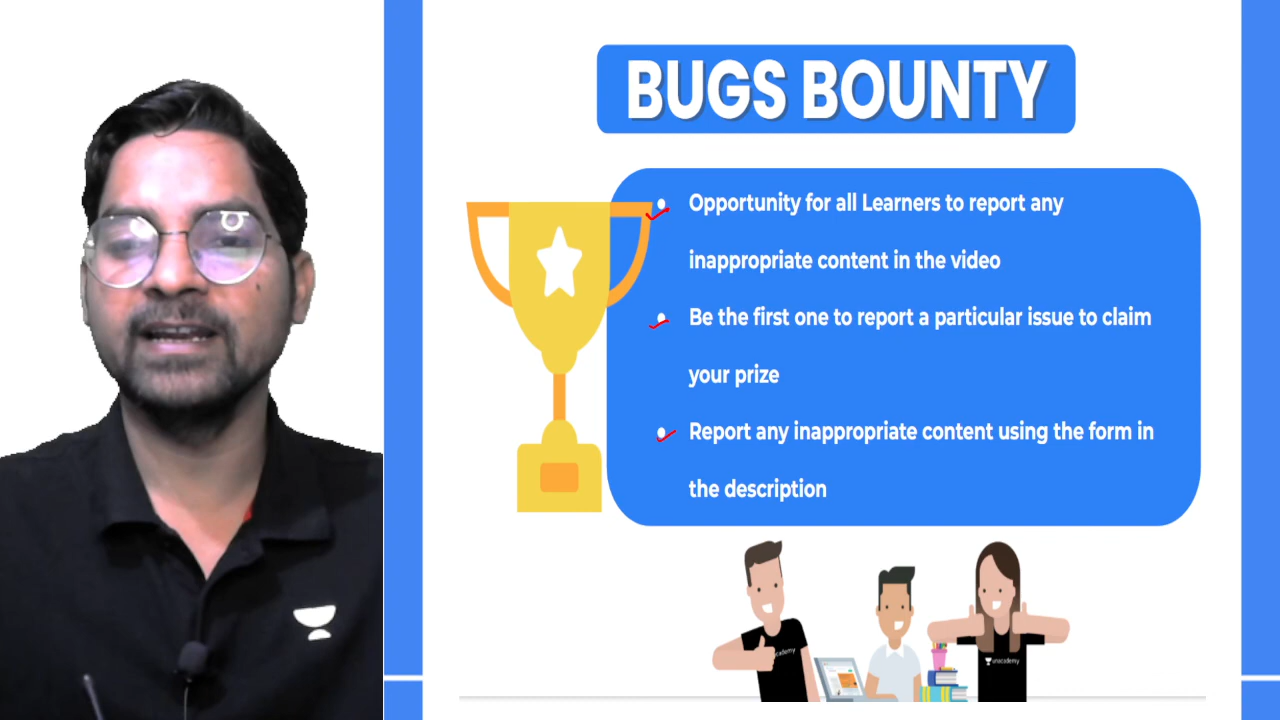 BUGS BOUNTY
Opportunity for all Learners to report any
inappropriate content in the video
Be the first one to report a particular issue to claim
your prize
Report any inappropriate content using the form in
the description
unacademy